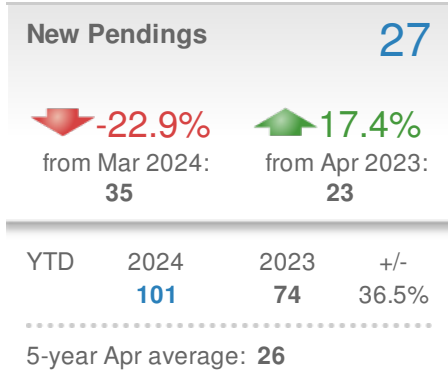 New Pendings 27
-22.9% 17.4%
from Mar 2024: from Apr 2023:
35 23
YTD 2024 2023 +/-
101 74 36.5%
5-year Apr average: 26